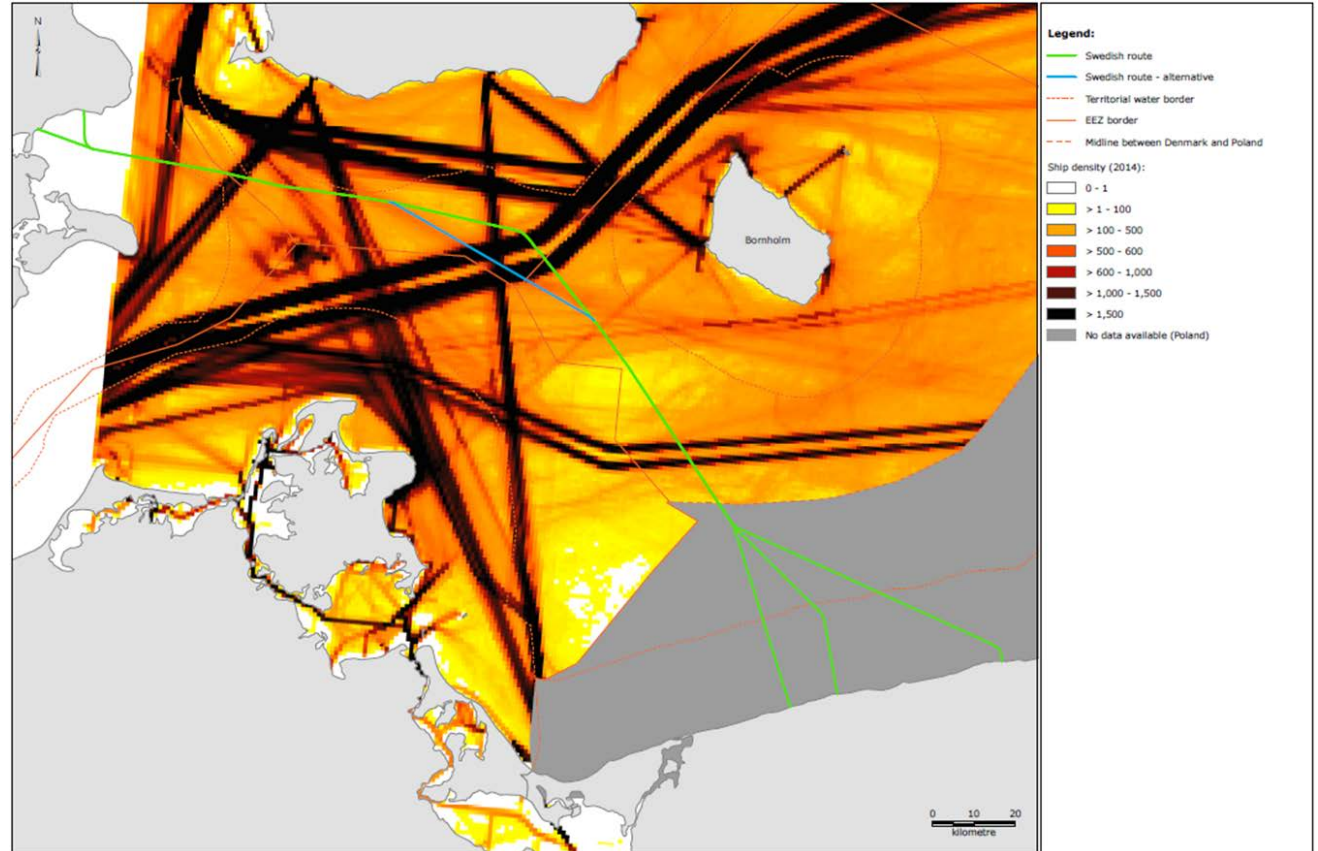 N
Bornholm
0 10 20
kilometre
Legend:
Swedish route
Swedish route - alternative
Territorial water border
EEZ border
Midline between Denmark and Poland
Ship density (2014):
0 - 1
> 1 - 100
> 100 - 500
> 500 - 600
> 600 - 1,000
> 1,000 - 1,500
> 1,500
No data available (Poland)